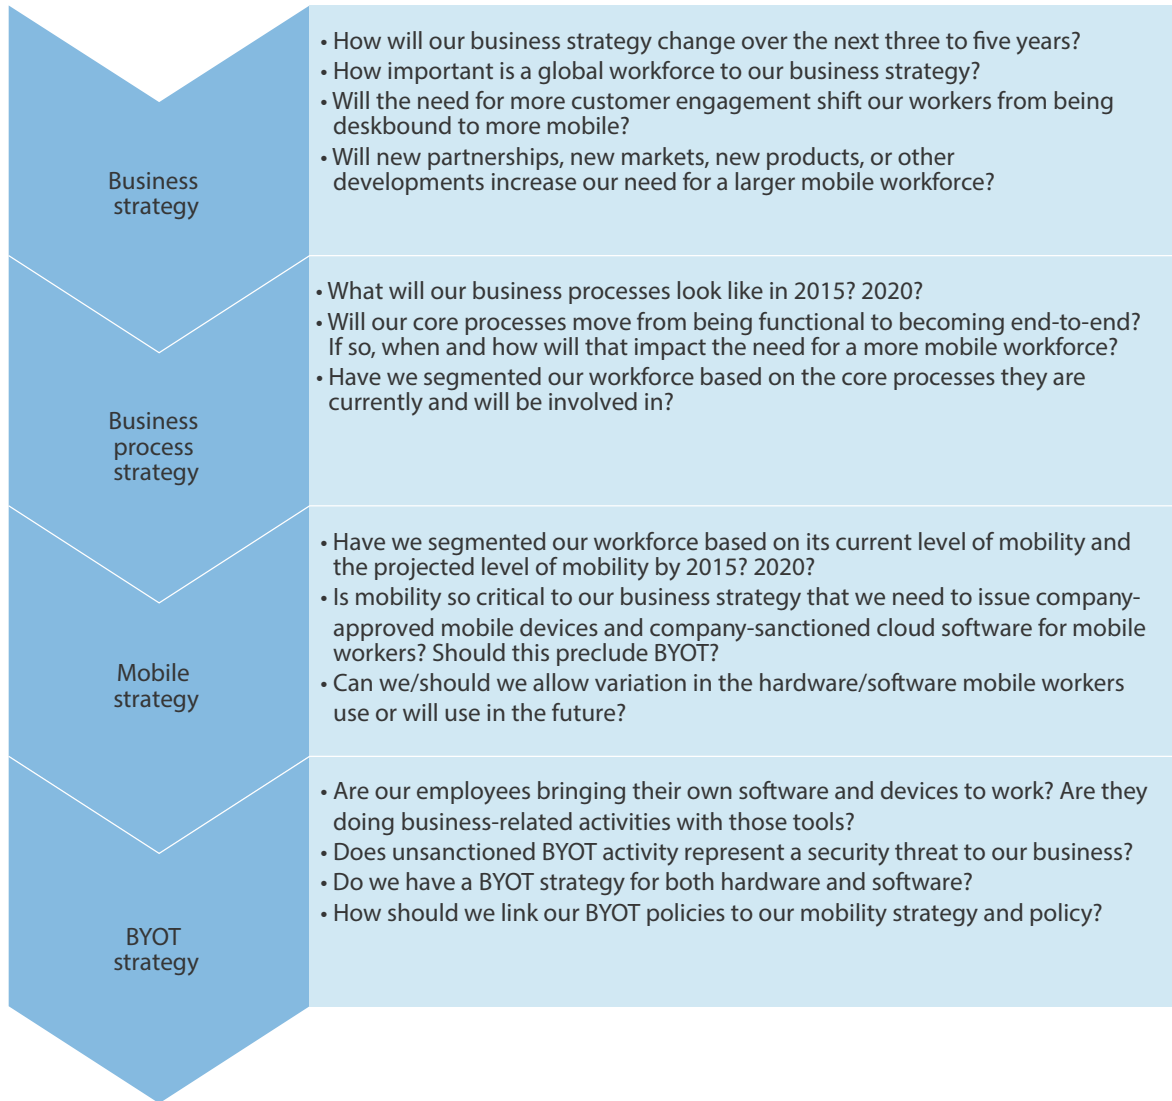 • How will our business strategy change over the next three to five years?
• How important is a global workforce to our business strategy?
• Will the need for more customer engagement shift our workers from being
deskbound to more mobile?
• Will new partnerships, new markets, new products, or other
developments increase our need for a larger mobile workforce?
Business
strategy
• What will our business processes look like in 2015? 2020?
• Will our core processes move from being functional to becoming end-to-end?
If so, when and how will that impact the need for a more mobile workforce?
• Have we segmented our workforce based on the core processes they are
currently and will be involved in?
Business
process
strategy
• Have we segmented our workforce based on its current level of mobility and
the projected level of mobility by 2015? 2020?
• Is mobility so critical to our business strategy that we need to issue company-
approved mobile devices and company-sanctioned cloud software for mobile
workers? Should this preclude BYOT?
• Can we/should we allow variation in the hardware/software mobile workers
use or will use in the future?
Mobile
strategy
• Are our employees bringing their own software and devices to work? Are they
doing business-related activities with those tools?
• Does unsanctioned BYOT activity represent a security threat to our business?
• Do we have a BYOT strategy for both hardware and software?
• How should we link our BYOT policies to our mobility strategy and policy?
BYOT
strategy